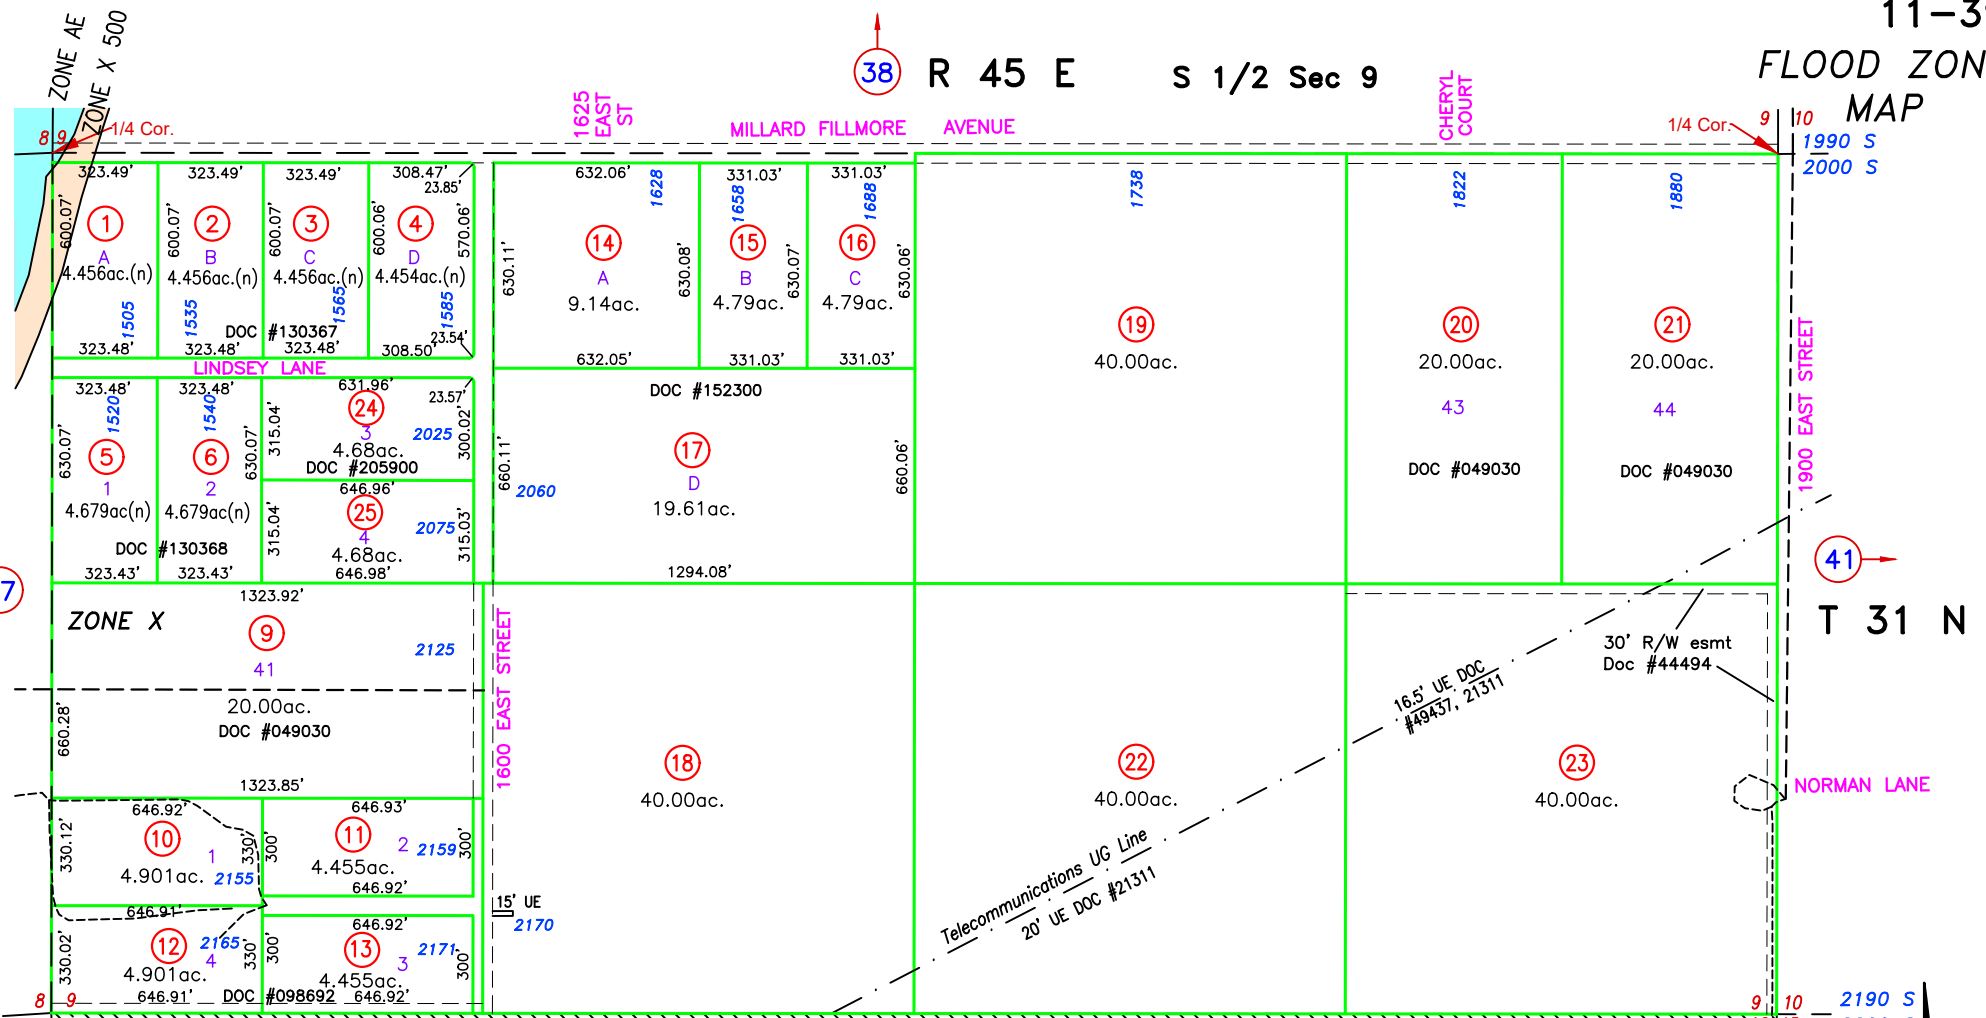 11-3
FLOOD ZON
MAP
ZONE AE
ZONE X 500
38
R 45 E
S 1/2 Sec 9
1625
EAST
ST
MILLARD FILLMORE AVENUE
CHERYL
COURT
8 9
1/4 Cor.
1/4 Cor.
9 10
1990 S
2000 S
323.49'
323.49'
323.49'
308.47'
23.85'
600.07'
1
A
4.456ac.(n)
1505
323.48'
600.07'
2
B
4.456ac.(n)
1535
323.48'
600.07'
3
C
4.456ac.(n)
1565
323.48'
600.06'
4
D
4.454ac.(n)
1585
570.06'
23.54'
308.50'
DOC #130367
LINDSEY LANE
632.06'
1628
331.03'
1658
331.03'
1688
630.11'
14
A
9.14ac.
630.08'
15
B
4.79ac.
630.07'
16
C
4.79ac.
630.06'
632.05'
331.03'
331.03'
DOC #152300
1738
19
40.00ac.
1822
20
20.00ac.
43
DOC #049030
1880
21
20.00ac.
44
DOC #049030
1900 EAST STREET
323.48'
1520
630.07'
5
1
4.679ac(n)
323.43'
323.48'
1540
6
2
630.07'
4.679ac(n)
323.43'
DOC #130368
631.96'
23.57'
315.04'
24
3
2025
300.02'
4.68ac.
DOC #205900
646.96'
315.04'
25
4
2075
315.03'
4.68ac.
646.98'
660.11'
2060
17
D
19.61ac.
660.06'
1294.08'
41
T 31 N
7
ZONE X
1323.92'
9
41
2125
20.00ac.
DOC #049030
660.28'
1323.85'
1600 EAST STREET
30' R/W esmt
Doc #44494
16.5' UE DOC
#49437, 21311
18
40.00ac.
22
40.00ac.
23
40.00ac.
NORMAN LANE
646.92'
330.12'
10
1
330'
4.901ac.
2155
646.91'
646.93'
300'
11
2
2159
300'
4.455ac.
646.92'
15' UE
2170
Telecommunications UG Line
20' UE DOC #21311
330.02'
12
2165
4
330'
4.901ac.
646.91'
DOC #098692
646.92'
300'
13
2171
3
300'
4.455ac.
646.92'
8 9
9 10
2190 S